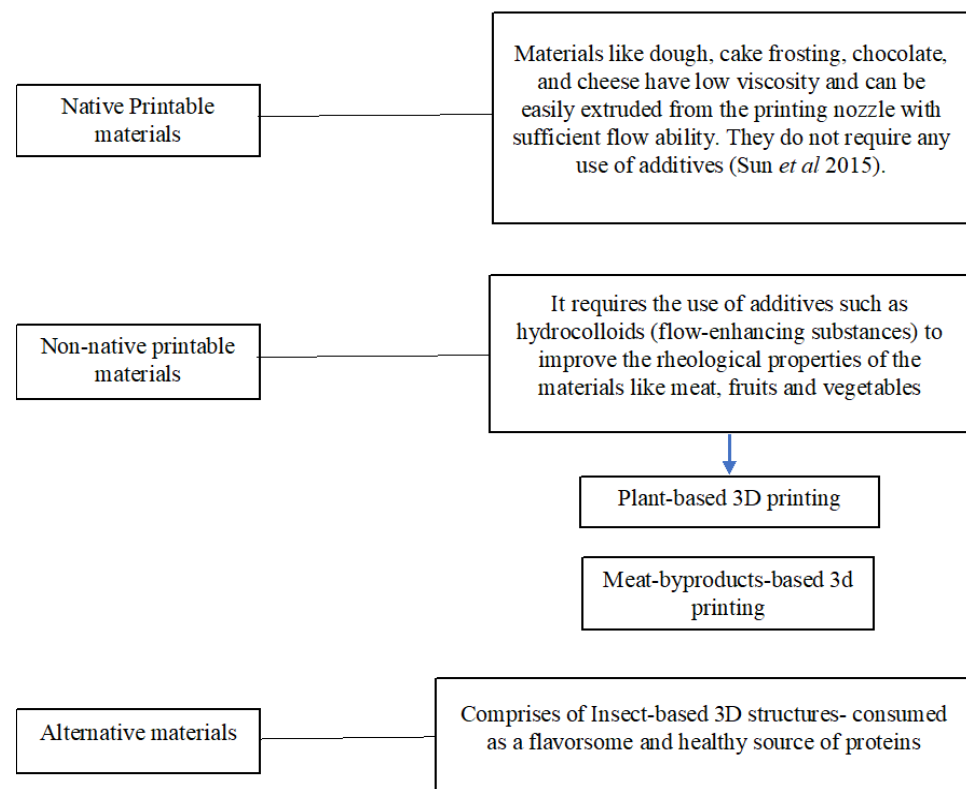 Native Printable
materials
Materials like dough, cake frosting, chocolate,
and cheese have low viscosity and can be
easily extruded from the printing nozzle with
sufficient flow ability. They do not require any
use of additives (Sun et al 2015).
Non-native printable
materials
It requires the use of additives such as
hydrocolloids (flow-enhancing substances) to
improve the rheological properties of the
materials like meat, fruits and vegetables
Plant-based 3D printing
Meat-byproducts-based 3d
printing
Alternative materials
Comprises of Insect-based 3D structures- consumed
as a flavorsome and healthy source of proteins